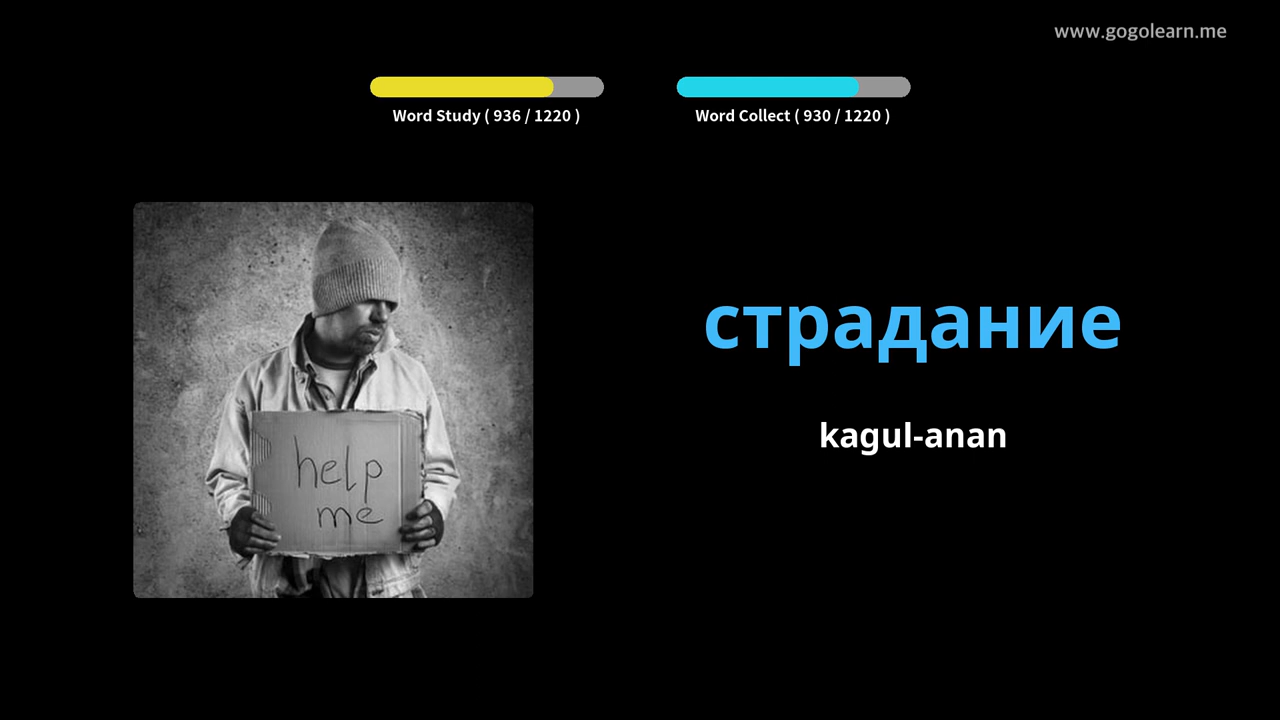 www.gogolearn.me
Word Study ( 936 / 1220 )
Word Collect ( 930 / 1220 )
help
me
страдание
kagul-anan